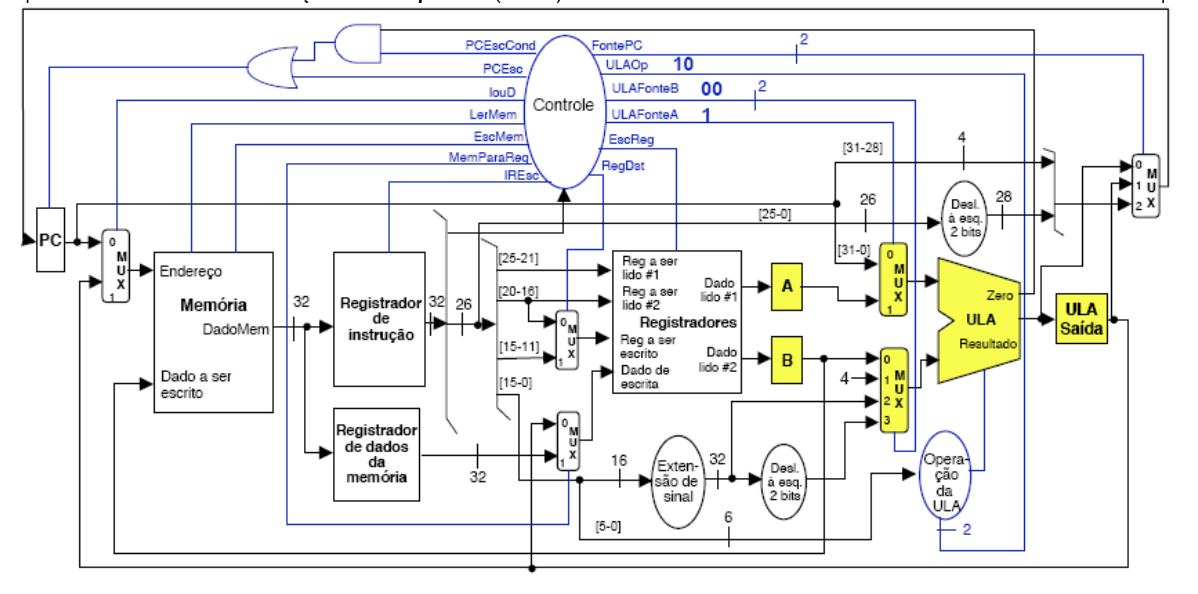 PCEscCond
PCEsc
IouD
LerMem
EscMem
MemParaReg
IREsc
Controle
FontePC
2
ULAOp 10
ULAFonteB 00
2
ULAFonteA 1
EscReg
RegDst
[31-28]
4
26
[25-0]
Desl.
à esq.
2 bits
28
0
1
2
M
U
X
PC
0
M
U
X
1
Endereço
Memória
DadoMem
Dado a ser
escrito
32
Registrador
de
instrução
32
26
[25-21]
[20-16]
[15-11]
[15-0]
0
M
U
X
1
Reg a ser
lido #1
Reg a ser
lido #2
Registradores
Reg a ser
escrito
Dado de
escrita
Dado
lido #1
Dado
lido #2
A
B
[31-0]
0
M
U
X
1
4
0
1
2
3
M
U
X
Zero
ULA
Resultado
ULA
Saída
Registrador
de dados
da
memória
32
0
M
U
X
1
16
Exten-
são de
sinal
32
Desl.
à esq.
2 bits
Opera-
ção
da
ULA
[5-0]
6
2